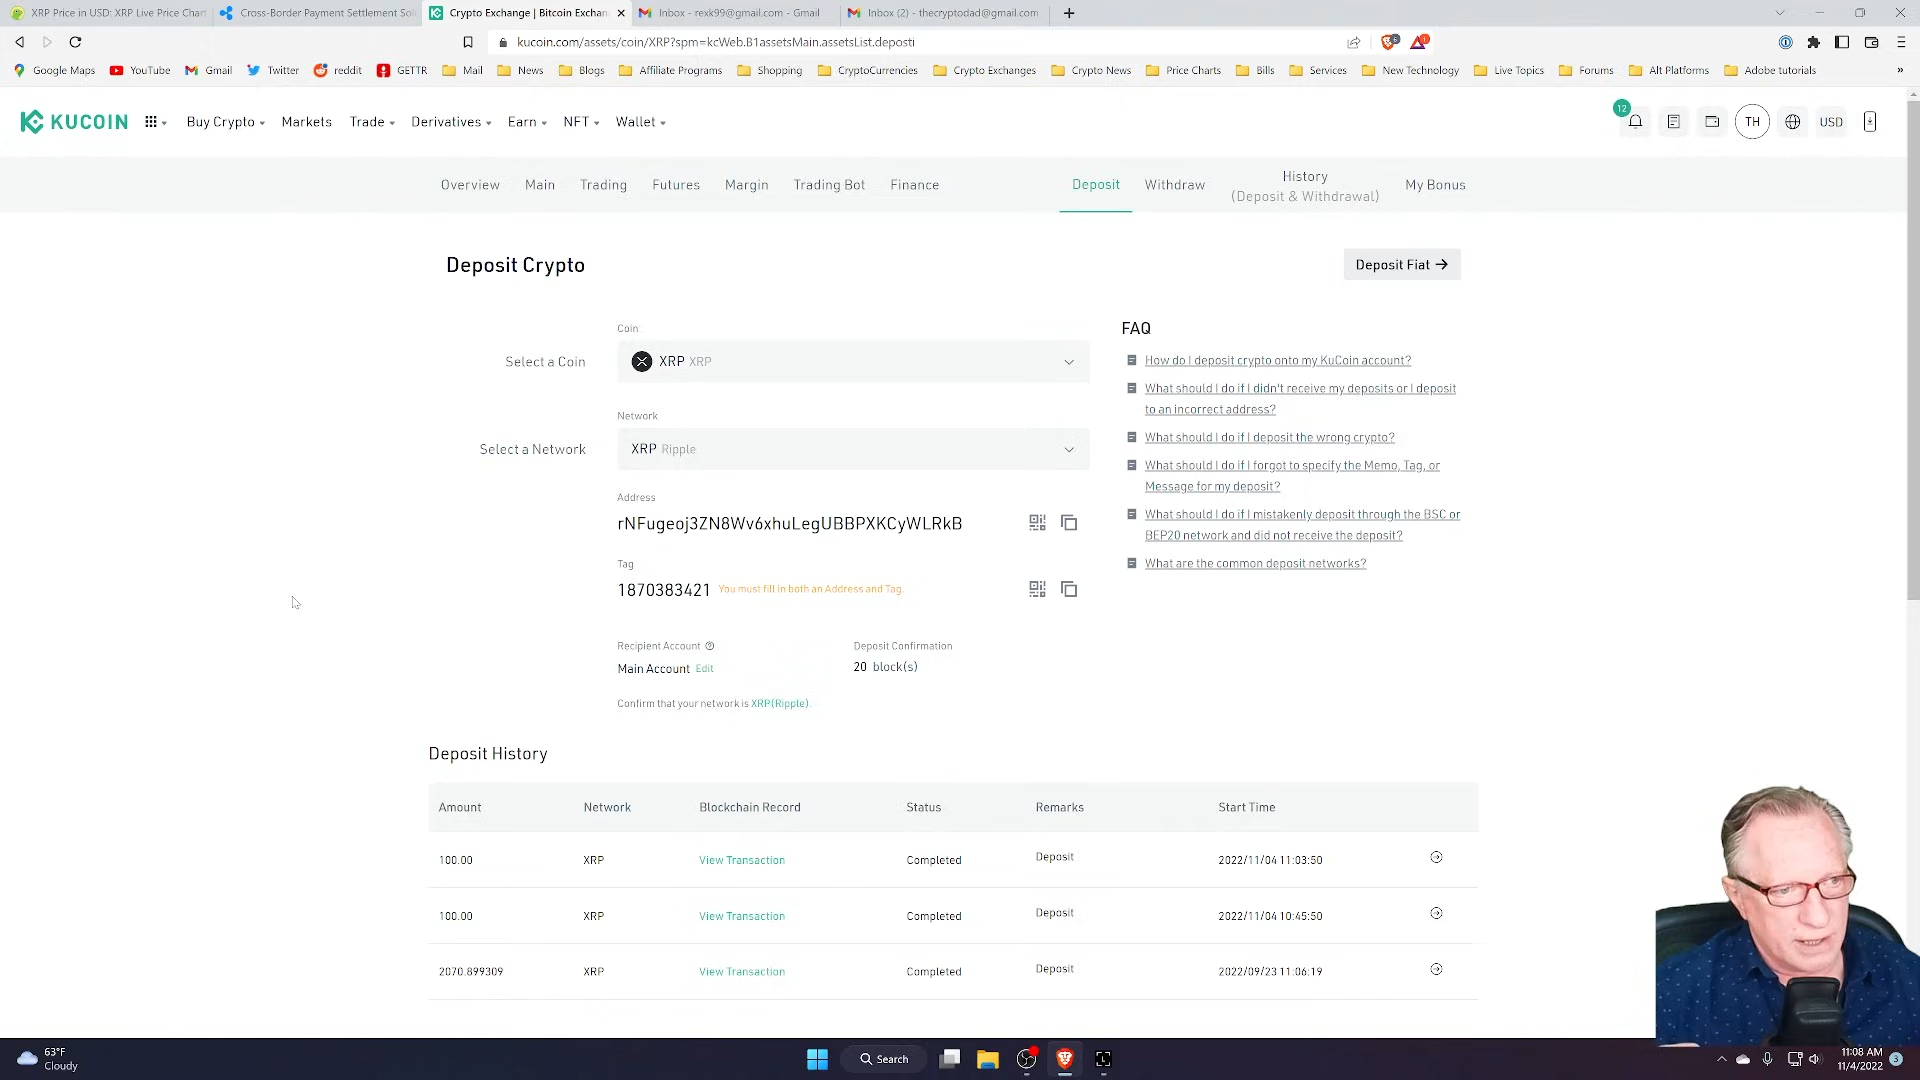 XRP Price in USD: XRP Live Price Chart
Cross-Border Payment Settlement Sol
Crypto Exchange | Bitcoin Exchan
Inbox - rexk99@gmail.com - Gmail
Inbox (2) - thecryptodad@gmail.com
kucoin.com/assets/coin/XRP?spm=kcWeb.B1assetsMain.assetsList.deposti
Google Maps
YouTube
Gmail
Twitter
reddit
GETTR
Mail
News
Blogs
Affiliate Programs
Shopping
CryptoCurrencies
Crypto Exchanges
Crypto News
Price Charts
Bills
Services
New Technology
Live Topics
Forums
Alt Platforms
Adobe tutorials
KUCOIN
Buy Crypto
Markets
Trade
Derivatives
Earn
NFT
Wallet
12
TH
USD
Overview
Main
Trading
Futures
Margin
Trading Bot
Finance
Deposit
Withdraw
History
(Deposit & Withdrawal)
My Bonus
Deposit Crypto
Deposit Fiat →
Coin
Select a Coin
XRP XRP
Network
Select a Network
XRP Ripple
Address
rNFugeoj3ZN8Wv6xhuLegUBBPXKCyWLRkB
Tag
1870383421 You must fill in both an Address and Tag.
Recipient Account
Main Account Edit
Deposit Confirmation
20 block(s)
Confirm that your network is XRP(Ripple).
FAQ
How do I deposit crypto onto my KuCoin account?
What should I do if I didn't receive my deposits or I deposit
to an incorrect address?
What should I do if I deposit the wrong crypto?
What should I do if I forgot to specify the Memo, Tag, or
Message for my deposit?
What should I do if I mistakenly deposit through the BSC or
BEP20 network and did not receive the deposit?
What are the common deposit networks?
Deposit History
Amount Network Blockchain Record Status Remarks Start Time
100.00 XRP View Transaction Completed Deposit 2022/11/04 11:03:50
100.00 XRP View Transaction Completed Deposit 2022/11/04 10:45:50
2070.899309 XRP View Transaction Completed Deposit 2022/09/23 11:06:19
63°F
Cloudy
Search
11:08 AM
11/4/2022
3